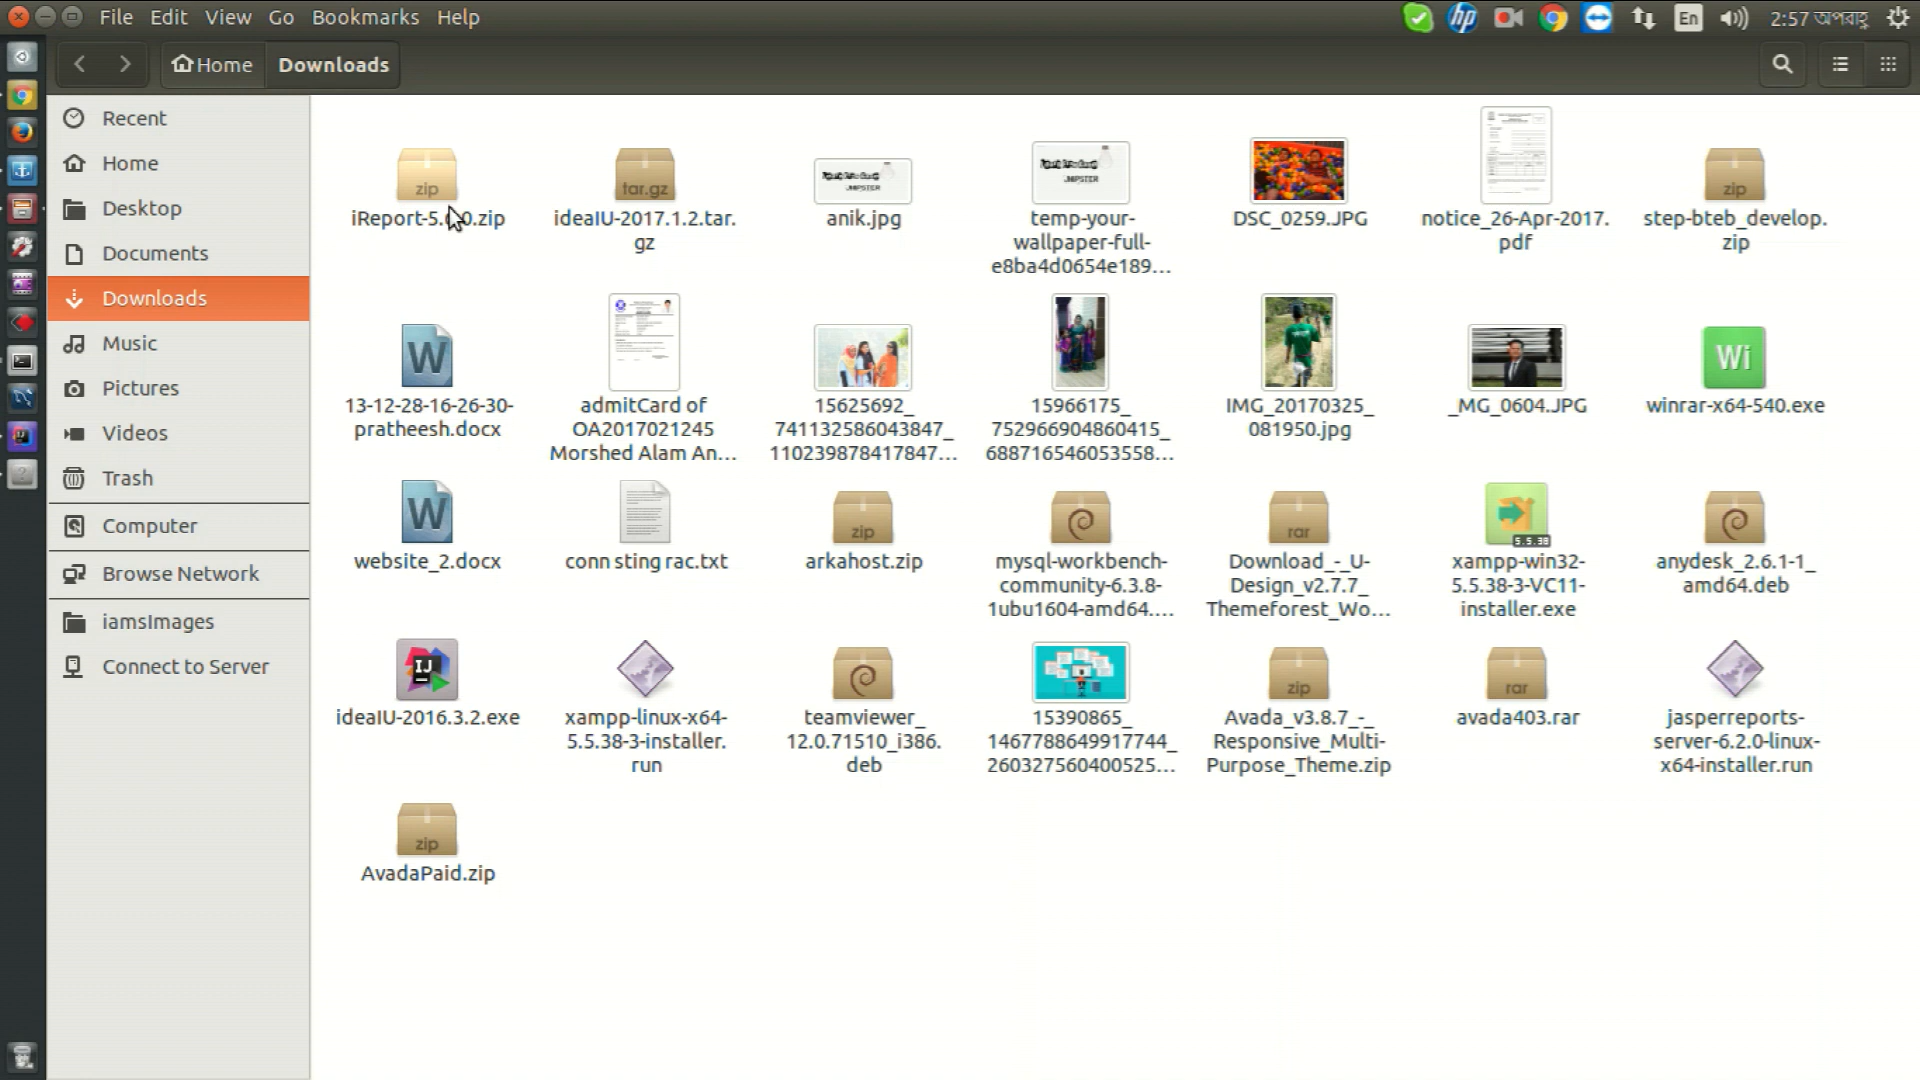 File Edit View Go Bookmarks Help
En 2:57 অপরাহ্ণ
Home Downloads
Recent
Home
Desktop
Documents
Downloads
Music
Pictures
Videos
Trash
Computer
Browse Network
iamsImages
Connect to Server
zip
iReport-5. .0.zip
tar.gz
ideaIU-2017.1.2.tar.
gz
anik.jpg
temp-your-
wallpaper-full-
e8ba4d0654e189...
DSC_0259.JPG
notice_26-Apr-2017.
pdf
zip
step-bteb_develop.
zip
W
13-12-28-16-26-30-
pratheesh.docx
admitCard of
OA2017021245
Morshed Alam An...
15625692_
741132586043847_
110239878417847...
15966175_
752966904860415_
688716546053558...
IMG_20170325_
081950.jpg
_MG_0604.JPG
Wi
winrar-x64-540.exe
W
website_2.docx
conn sting rac.txt
zip
arkahost.zip
mysql-workbench-
community-6.3.8-
1ubu1604-amd64....
rar
Download_-_U-
Design_v2.7.7_
Themeforest_Wo...
5.5.38
xampp-win32-
5.5.38-3-VC11-
installer.exe
anydesk_2.6.1-1_
amd64.deb
IJ
ideaIU-2016.3.2.exe
xampp-linux-x64-
5.5.38-3-installer.
run
teamviewer_
12.0.71510_i386.
deb
15390865_
1467788649917744_
260327560400525...
zip
Avada_v3.8.7_-_
Responsive_Multi-
Purpose_Theme.zip
rar
avada403.rar
jasperreports-
server-6.2.0-linux-
x64-installer.run
zip
AvadaPaid.zip